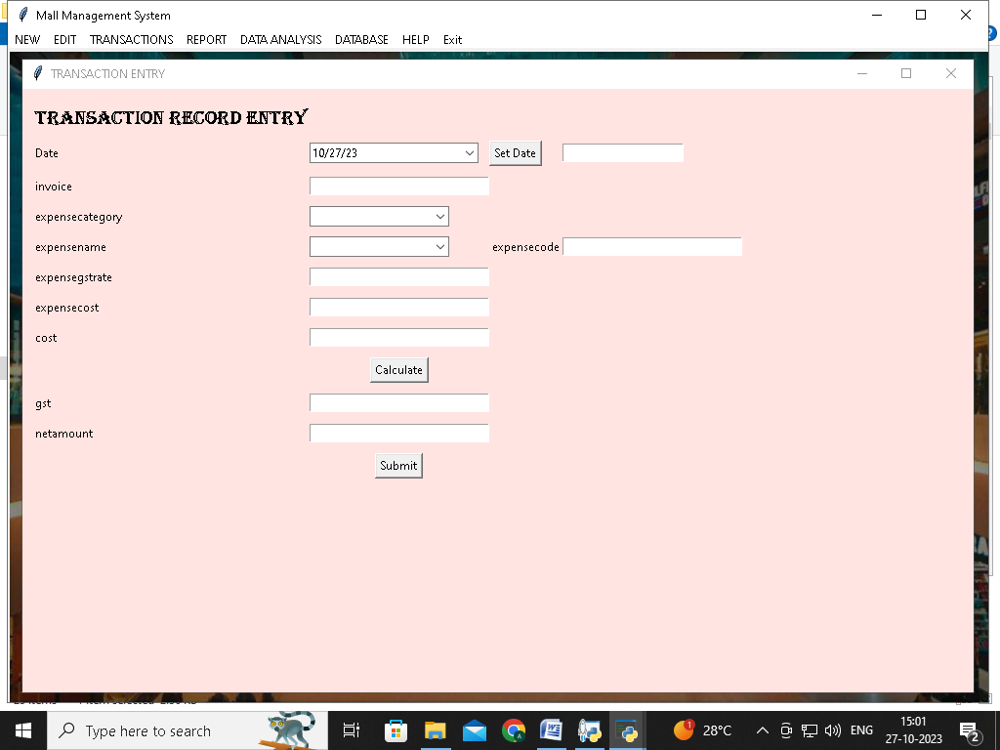 Mall Management System
NEW EDIT TRANSACTIONS REPORT DATA ANALYSIS DATABASE HELP Exit
TRANSACTION ENTRY
TRANSACTION RECORD ENTRY
Date 10/27/23 Set Date
invoice
expensecategory
expensename expensecode
expensegstrate
expensecost
cost
Calculate
gst
netamount
Submit
Type here to search 1 28°C ENG 15:01
27-10-2023 2